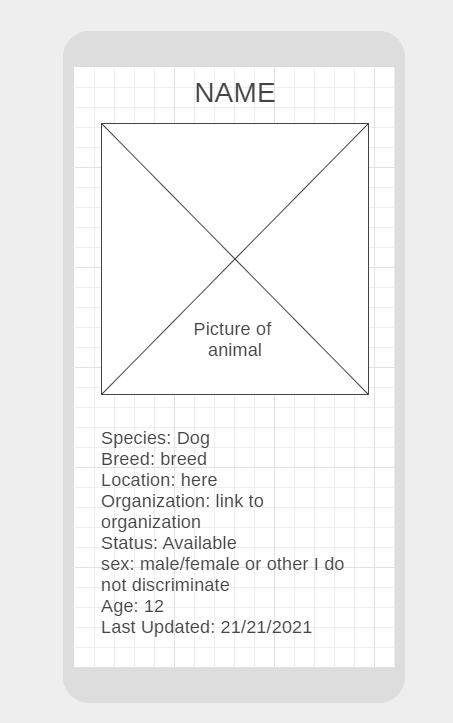 NAME
Picture of
animal
Species: Dog
Breed: breed
Location: here
Organization: link to
organization
Status: Available
sex: male/female or other I do
not discriminate
Age: 12
Last Updated: 21/21/2021